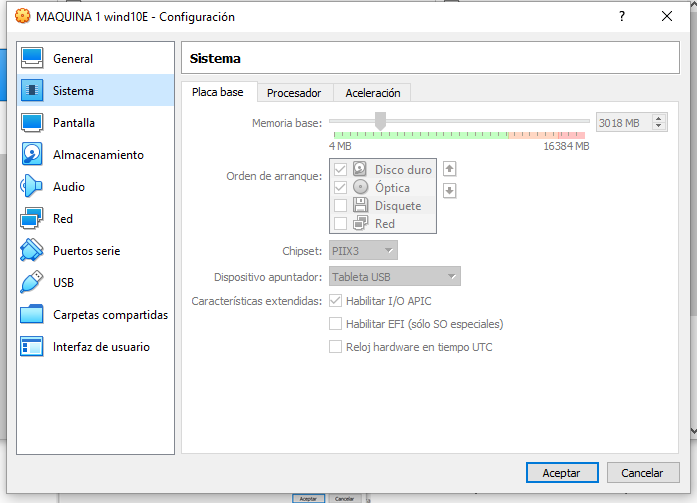 MAQUINA 1 wind10E - Configuración
?
General
Sistema
Pantalla
Almacenamiento
Audio
Red
Puertos serie
USB
Carpetas compartidas
Interfaz de usuario
Sistema
Placa base Procesador Aceleración
Memoria base: 3018 MB
4 MB 16384 MB
Orden de arranque: Disco duro
Óptica
Disquete
Red
Chipset: PIIX3
Dispositivo apuntador: Tableta USB
Características extendidas: Habilitar I/O APIC
Habilitar EFI (sólo SO especiales)
Reloj hardware en tiempo UTC
Aceptar Cancelar
Aceptar Cancelar